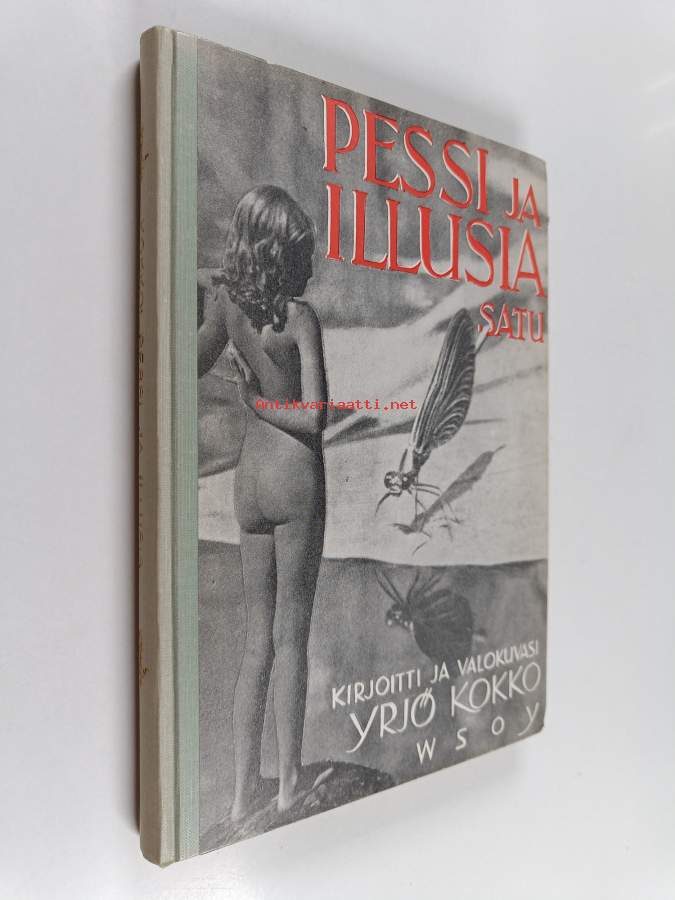 PESSI JA
ILLUSIA
SATU
Antikvariaatti.net
KIRJOITTI JA VALOKUVASI
YRJÖ KOKKO
WSOY